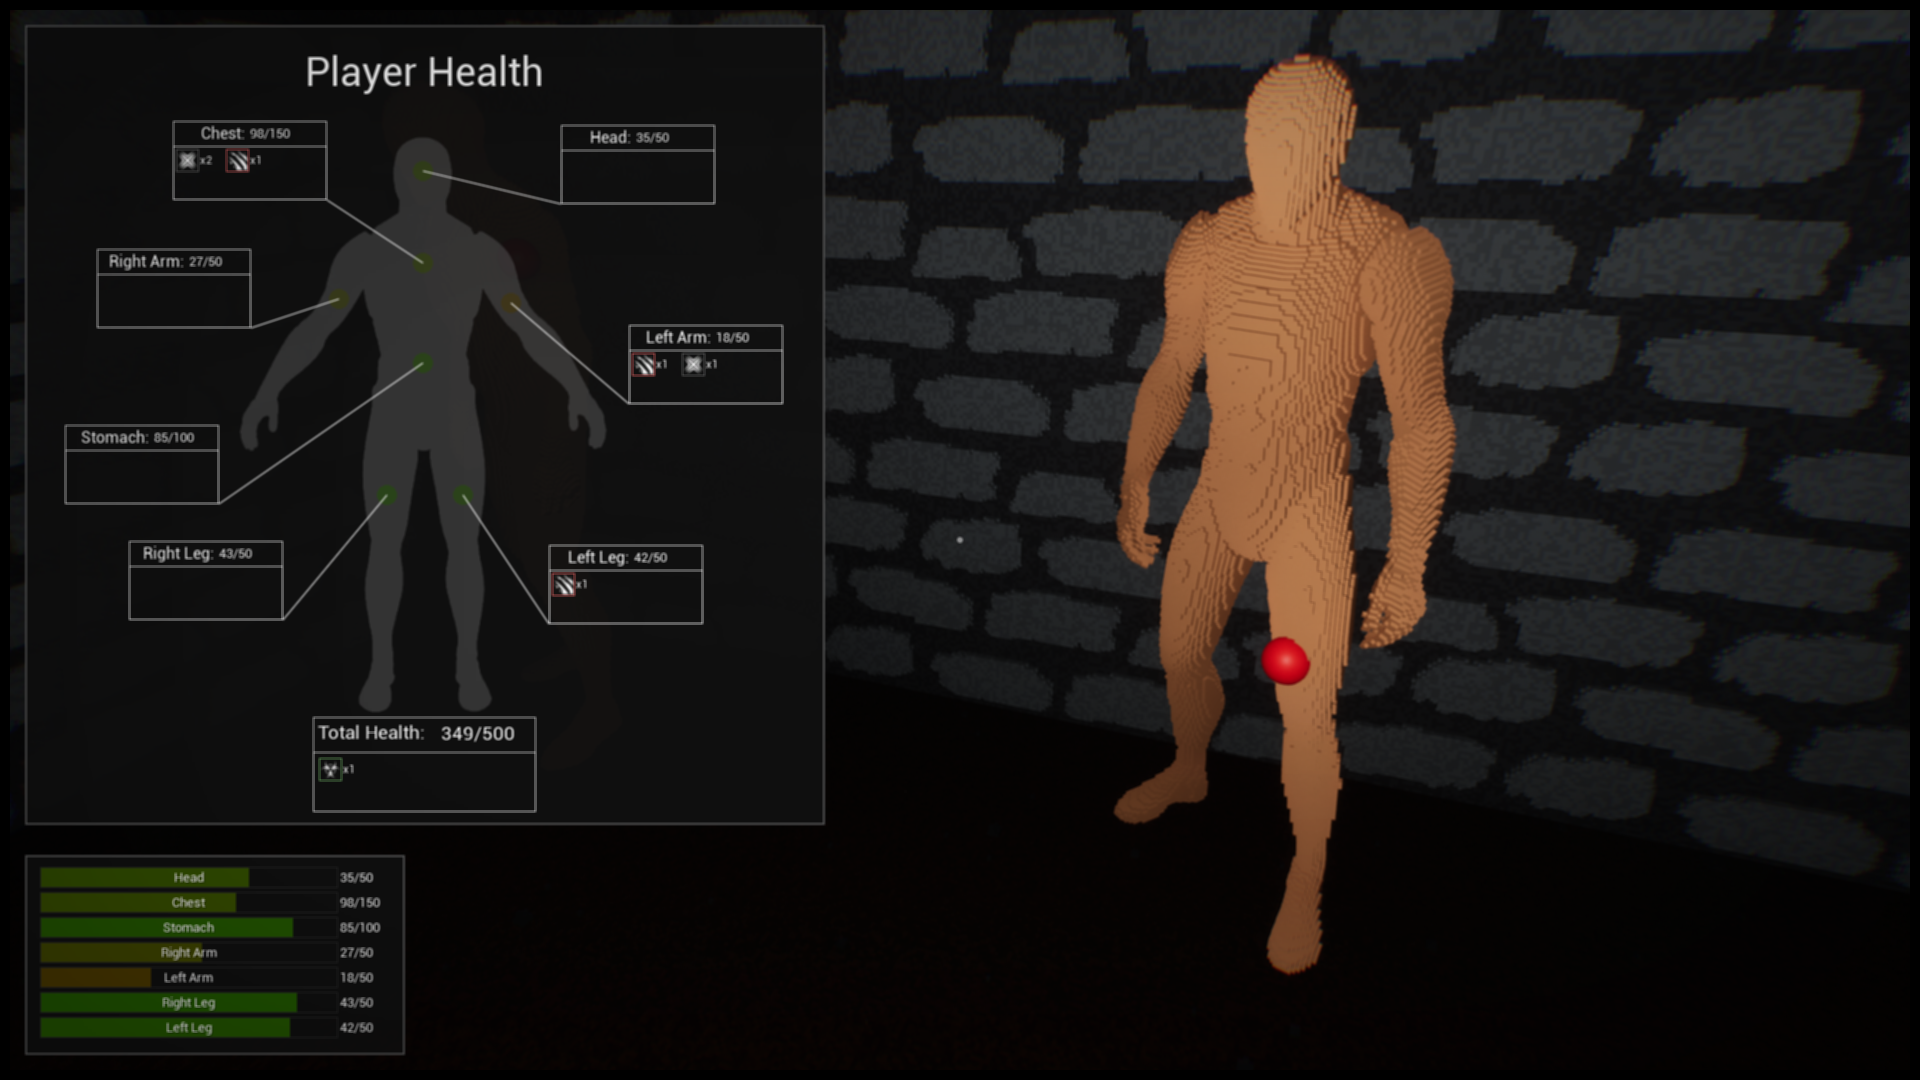 Player Health
Chest: 98/150
x2 x1
Head: 35/50
Right Arm: 27/50
Left Arm: 18/50
x1 x1
Stomach: 85/100
Right Leg: 43/50
Left Leg: 42/50
x1
Total Health: 349/500
x1
Head 35/50
Chest 98/150
Stomach 85/100
Right Arm 27/50
Left Arm 18/50
Right Leg 43/50
Left Leg 42/50